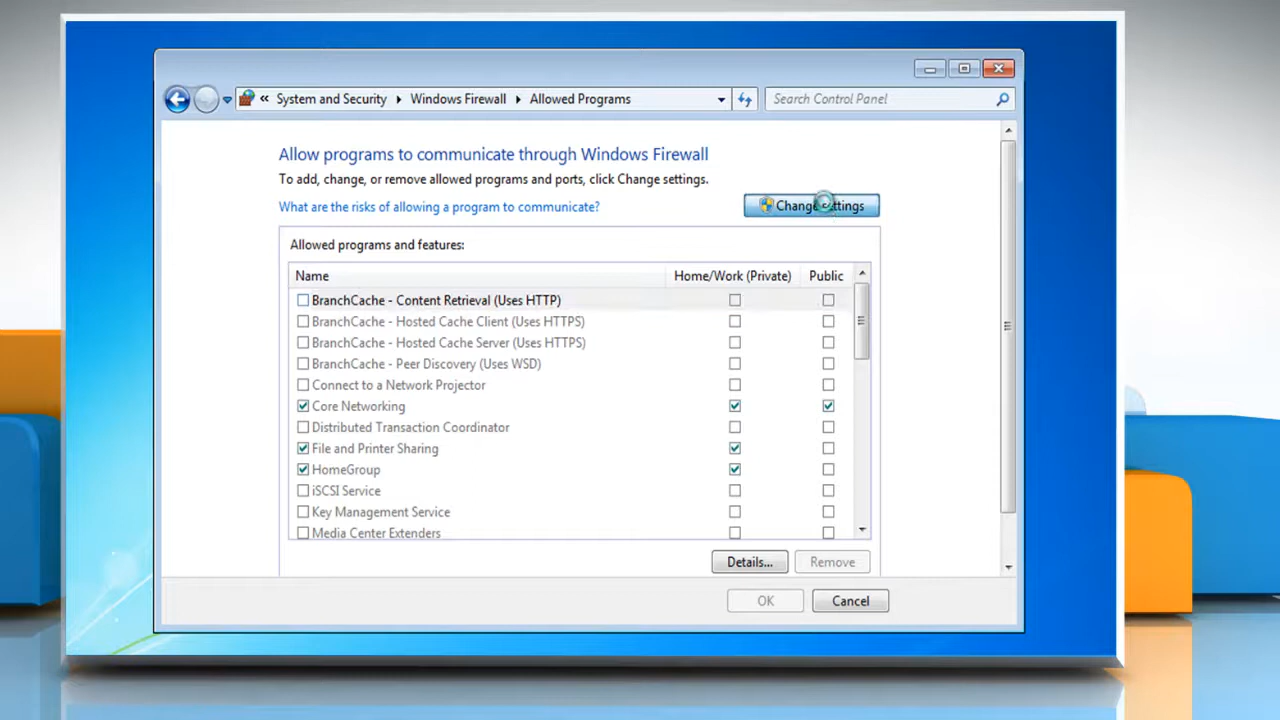 « System and Security ▸ Windows Firewall ▸ Allowed Programs
Search Control Panel
Allow programs to communicate through Windows Firewall
To add, change, or remove allowed programs and ports, click Change settings.
What are the risks of allowing a program to communicate?
Change settings
Allowed programs and features:
Name Home/Work (Private) Public
BranchCache - Content Retrieval (Uses HTTP)
BranchCache - Hosted Cache Client (Uses HTTPS)
BranchCache - Hosted Cache Server (Uses HTTPS)
BranchCache - Peer Discovery (Uses WSD)
Connect to a Network Projector
Core Networking
Distributed Transaction Coordinator
File and Printer Sharing
HomeGroup
iSCSI Service
Key Management Service
Media Center Extenders
Details... Remove
OK Cancel